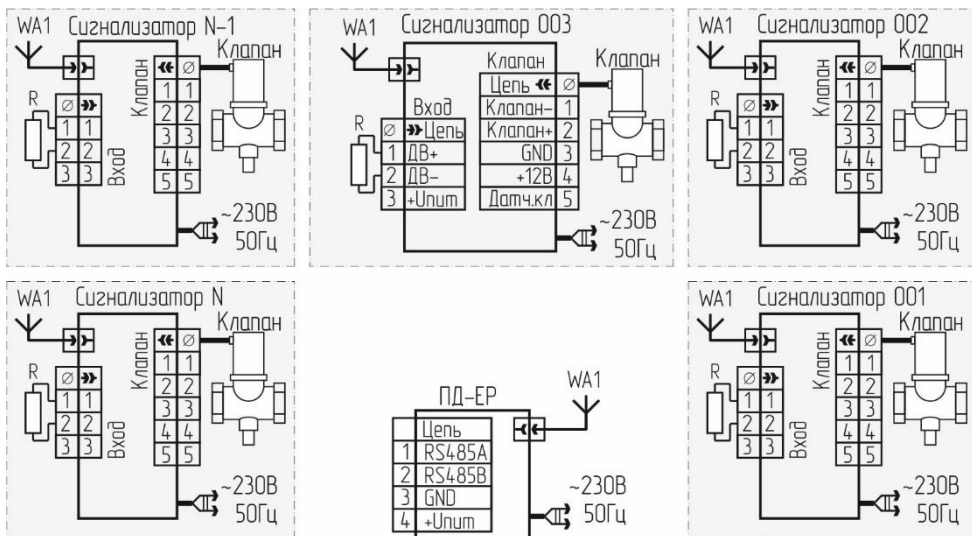 WA1 Сигнализатор N-1
Клапан
Клапан
R
Ø
Ø
1 1
2 2
3 3
4 4
5 5
1 1
2 2
3 3
Вход
~230В
50Гц
WA1 Сигнализатор 003
Клапан Клапан
Цепь Ø
Клапан- 1
Клапан+ 2
GND 3
+12В 4
Датч.кл 5
R
Вход
Ø Цепь
1 ДВ+
2 ДВ-
3 +Uпит
~230В
50Гц
WA1 Сигнализатор 002
Клапан
Клапан
R
Ø
Ø
1 1
2 2
3 3
4 4
5 5
1 1
2 2
3 3
Вход
~230В
50Гц
WA1 Сигнализатор N
Клапан
Клапан
R
Ø
Ø
1 1
2 2
3 3
4 4
5 5
1 1
2 2
3 3
Вход
~230В
50Гц
ПД-ЕР
WA1
Цепь
1 RS485A
2 RS485B
3 GND
4 +Uпит
~230В
50Гц
WA1 Сигнализатор 001
Клапан
Клапан
R
Ø
Ø
1 1
2 2
3 3
4 4
5 5
1 1
2 2
3 3
Вход
~230В
50Гц